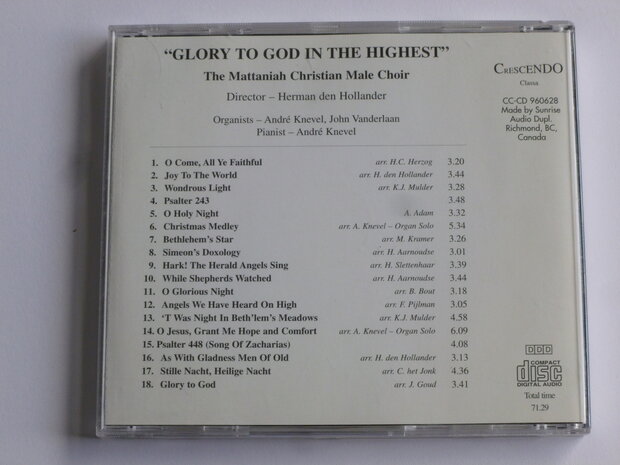 “GLORY TO GOD IN THE HIGHEST”
The Mattaniah Christian Male Choir
Director – Herman den Hollander
Organists – André Knevel, John Vanderlaan
Pianist – André Knevel
CRESCENDO
Classa
CC-CD 960628
Made by Sunrise
Audio Dupl.
Richmond, BC,
Canada
1. O Come, All Ye Faithful arr. H.C. Herzog 3.20
2. Joy To The World arr. H. den Hollander 3.44
3. Wondrous Light arr. K.J. Mulder 3.28
4. Psalter 243 3.48
5. O Holy Night A. Adam 3.32
6. Christmas Medley arr. A. Knevel – Organ Solo 5.34
7. Bethlehem's Star arr. M. Kramer 3.26
8. Simeon's Doxology arr. H. Aarnoudse 3.01
9. Hark! The Herald Angels Sing arr. H. Slettenhaar 3.39
10. While Shepherds Watched arr. H. Aarnoudse 3.44
11. O Glorious Night arr. B. Bout 3.18
12. Angels We Have Heard On High arr. F. Pijlman 3.05
13. ‘T Was Night In Beth'lem's Meadows arr. K.J. Mulder 4.58
14. O Jesus, Grant Me Hope and Comfort arr. A. Knevel – Organ Solo 6.09
15. Psalter 448 (Song Of Zacharias) 4.08
16. As With Gladness Men Of Old arr. H. den Hollander 3.13
17. Stille Nacht, Heilige Nacht arr. C. het Jonk 4.36
18. Glory to God arr. J. Goud 3.41
DDD
COMPACT
disc
DIGITAL AUDIO
Total time
71.29